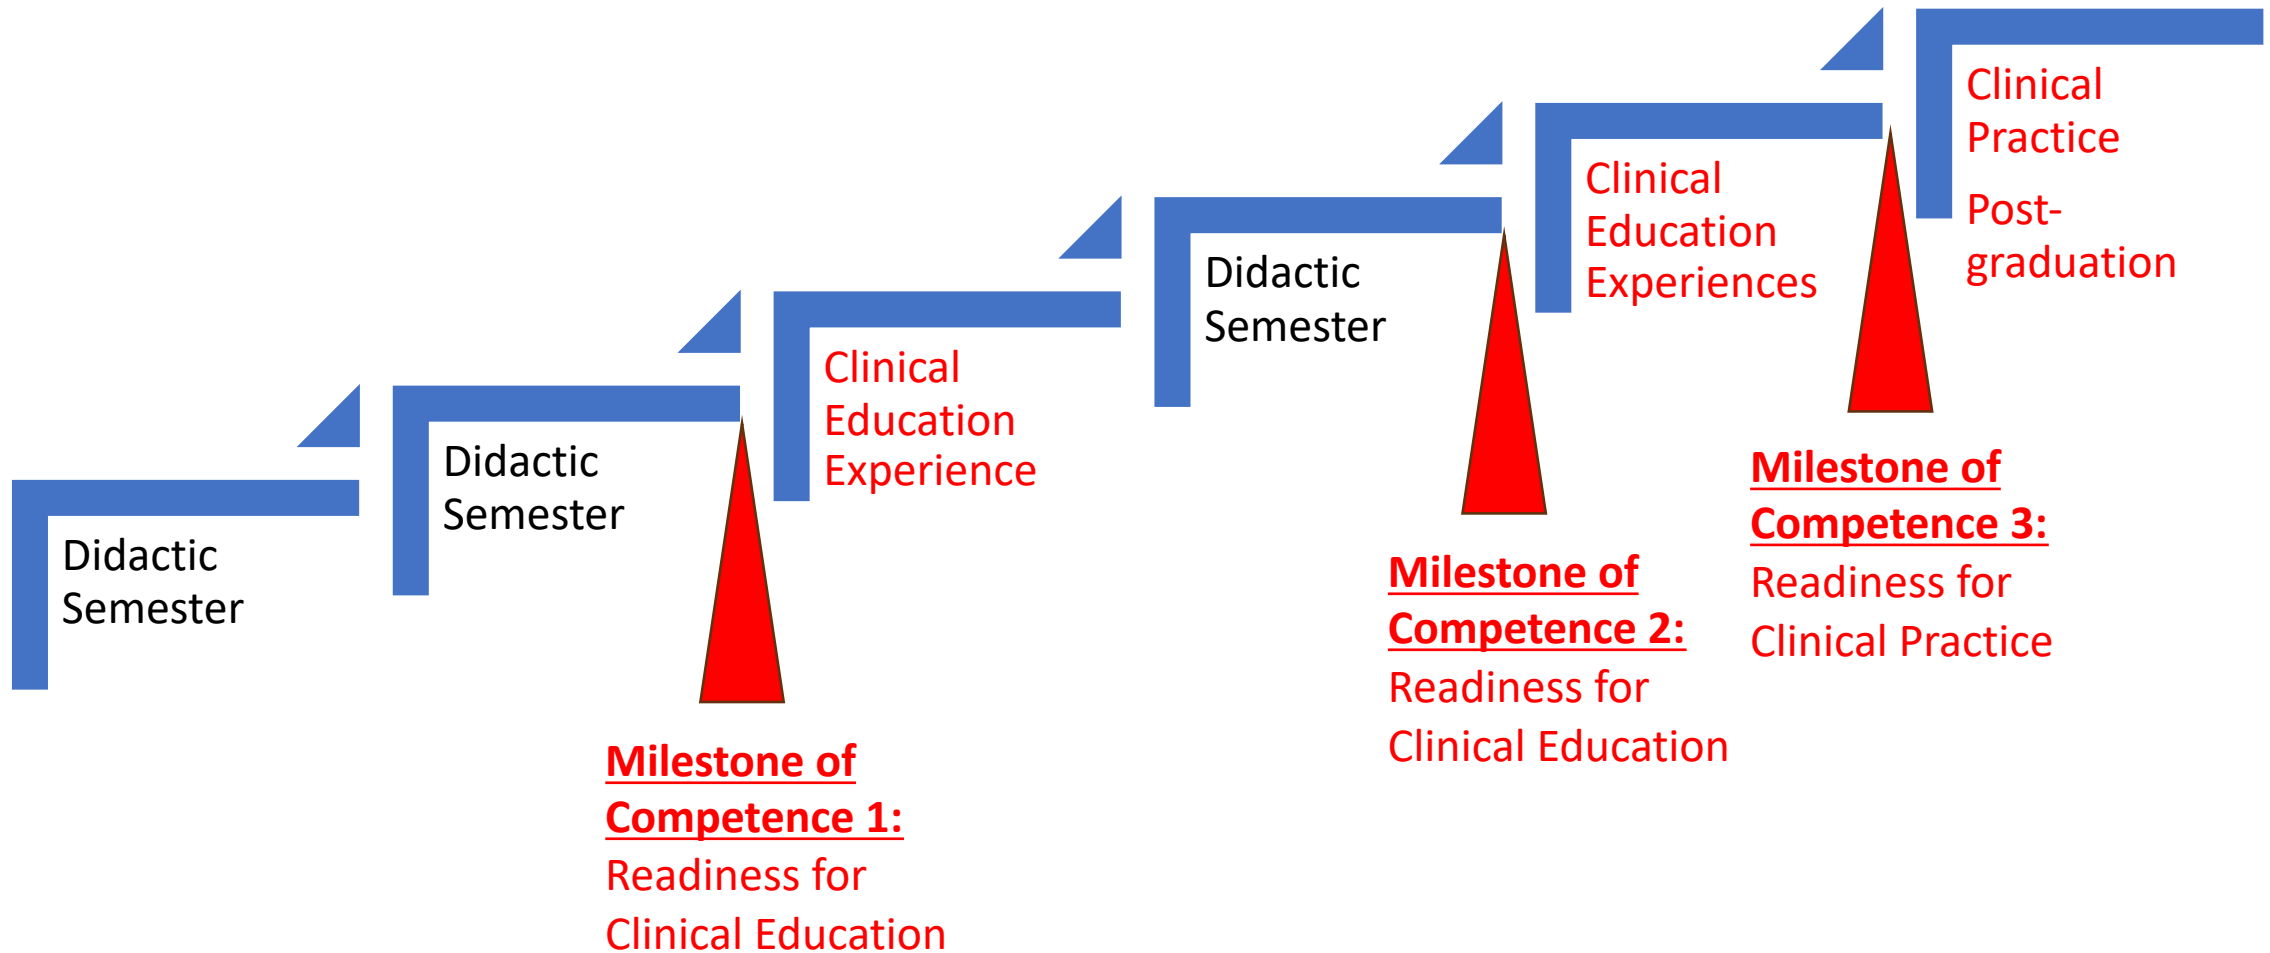 Didactic
Semester
Didactic
Semester
Milestone of
Competence 1:
Readiness for
Clinical Education
Clinical
Education
Experience
Didactic
Semester
Milestone of
Competence 2:
Readiness for
Clinical Education
Clinical
Education
Experiences
Milestone of
Competence 3:
Readiness for
Clinical Practice
Clinical
Practice
Post-
graduation